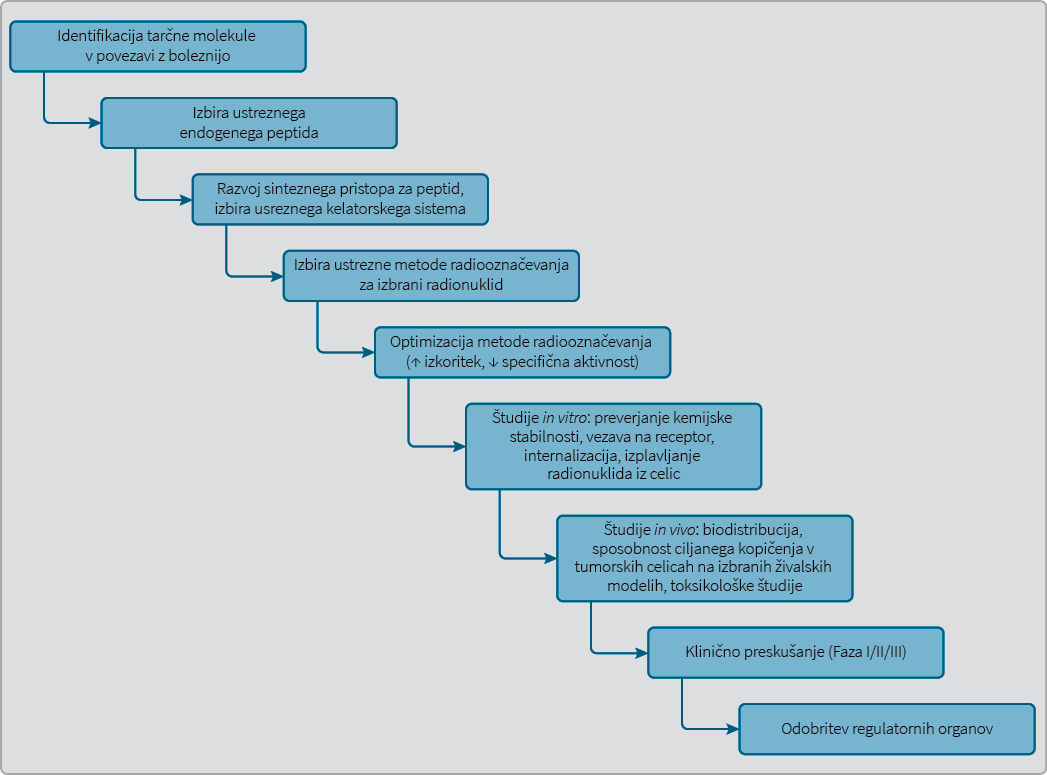 Identifikacija tarčne molekule
v povezavi z boleznijo
Izbira ustreznega
endogenega peptida
Razvoj sinteznega pristopa za peptid,
izbira usreznega kelatorskega sistema
Izbira ustrezne metode radiooznačevanja
za izbrani radionuklid
Optimizacija metode radiooznačevanja
(↑ izkoritek, ↓ specifična aktivnost)
Študije in vitro: preverjanje kemijske
stabilnosti, vezava na receptor,
internalizacija, izplavljanje
radionuklida iz celic
Študije in vivo: biodistribucija,
sposobnost ciljanega kopičenja v
tumorskih celicah na izbranih živalskih
modelih, toksikološke študije
Klinično preskušanje (Faza I/II/III)
Odobritev regulatornih organov